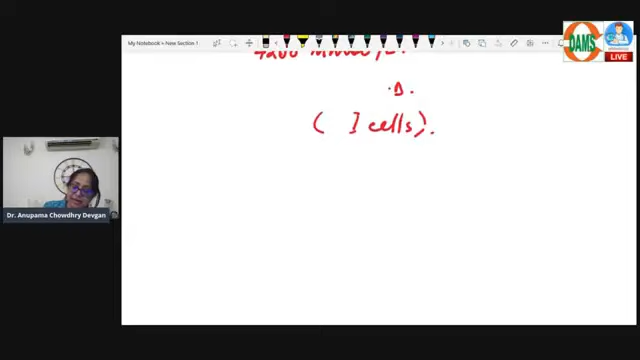 My Notebook » New Section 1
DAMS
LIVE
. D .
( I cells).
Dr. Anupama Chowdhry Devgan